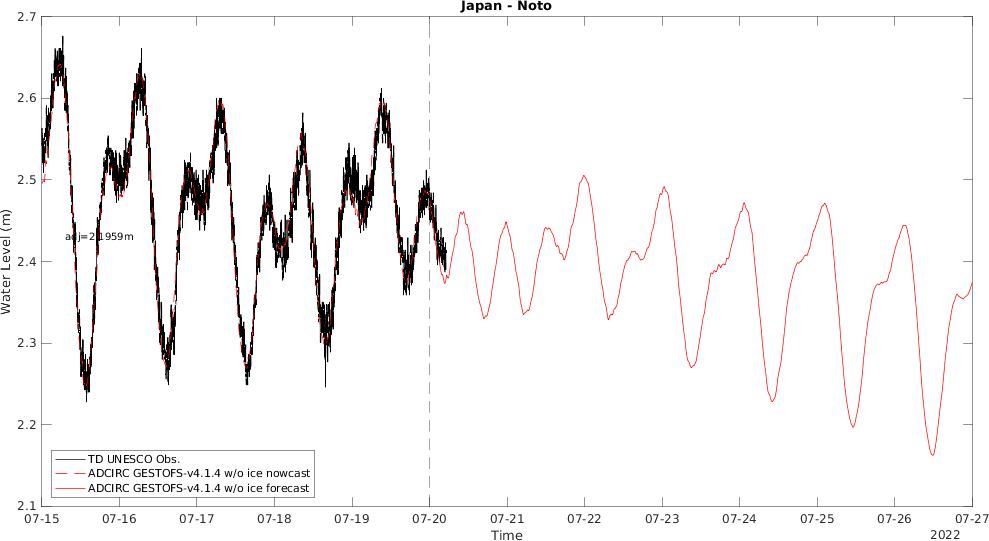 Japan - Noto
2.7
2.6
2.5
2.4
2.3
2.2
2.1
Water Level (m)
adj=2.1959m
TD UNESCO Obs.
ADCIRC GESTOFS-v4.1.4 w/o ice nowcast
ADCIRC GESTOFS-v4.1.4 w/o ice forecast
07-15 07-16 07-17 07-18 07-19 07-20 07-21 07-22 07-23 07-24 07-25 07-26 07-27
Time
2022